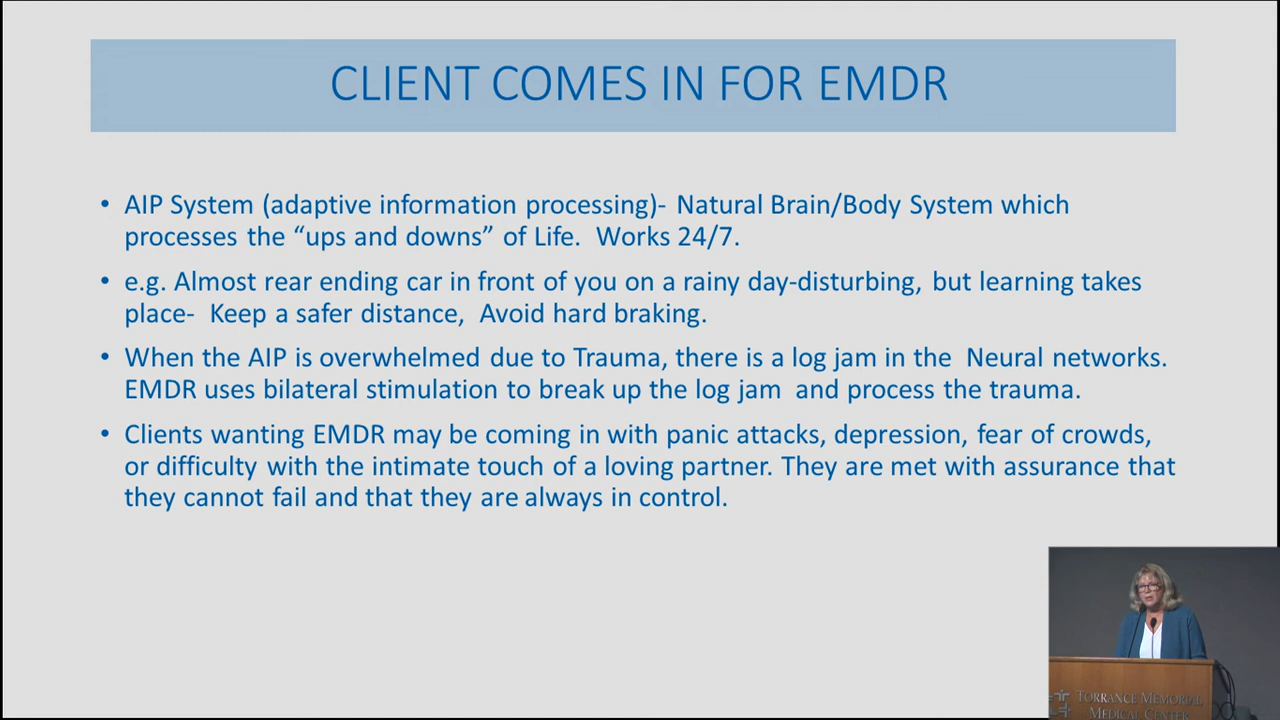 CLIENT COMES IN FOR EMDR
• AIP System (adaptive information processing)- Natural Brain/Body System which
processes the “ups and downs” of Life. Works 24/7.
• e.g. Almost rear ending car in front of you on a rainy day-disturbing, but learning takes
place- Keep a safer distance, Avoid hard braking.
• When the AIP is overwhelmed due to Trauma, there is a log jam in the Neural networks.
EMDR uses bilateral stimulation to break up the log jam and process the trauma.
• Clients wanting EMDR may be coming in with panic attacks, depression, fear of crowds,
or difficulty with the intimate touch of a loving partner. They are met with assurance that
they cannot fail and that they are always in control.
TORRANCE MEMORIAL
MEDICAL CENTER